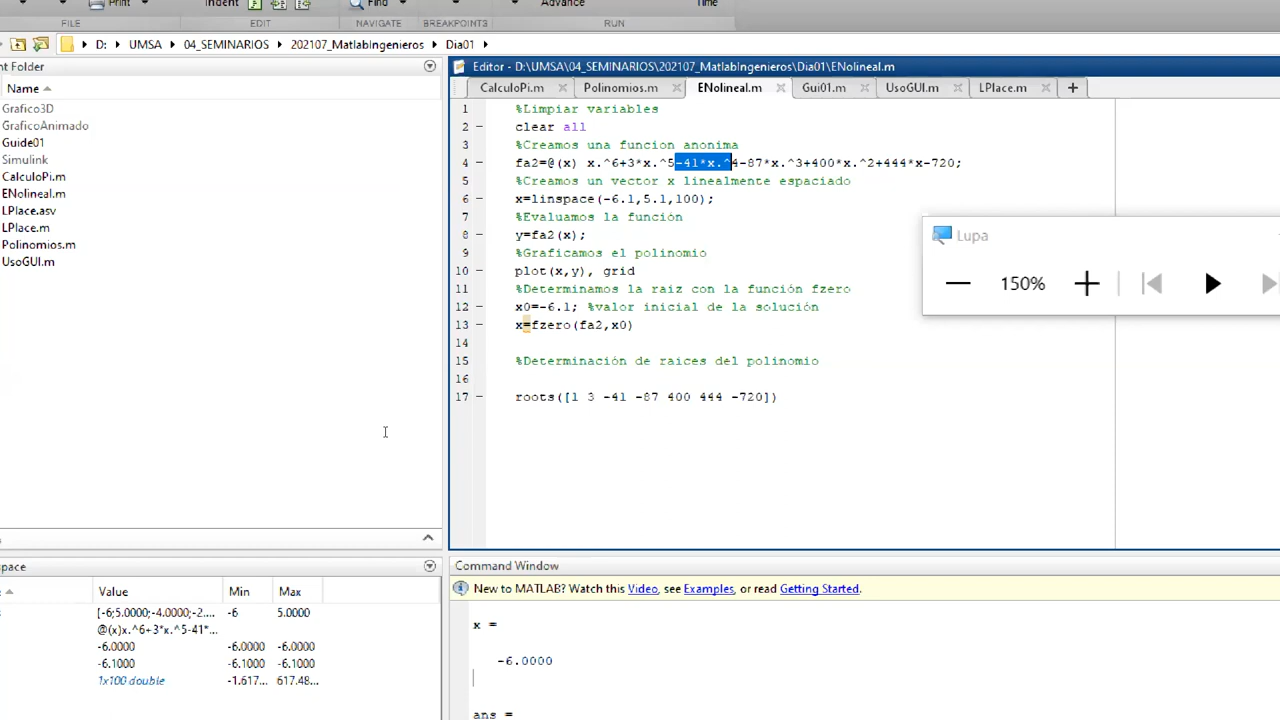 Print
Indent
Find
Advance
Time
FILE
EDIT
NAVIGATE
BREAKPOINTS
RUN
D: UMSA 04_SEMINARIOS 202107_MatlabIngenieros Dia01
nt Folder
Name
Grafico3D
GraficoAnimado
Guide01
Simulink
CalculoPi.m
ENolineal.m
LPlace.asv
LPlace.m
Polinomios.m
UsoGUI.m
Editor - D:\UMSA\04_SEMINARIOS\202107_MatlabIngenieros\Dia01\ENolineal.m
CalculoPi.m Polinomios.m ENolineal.m Gui01.m UsoGUI.m LPlace.m
1 %Limpiar variables
2 clear all
3 %Creamos una funcion anonima
4 fa2=@(x) x.^6+3*x.^5-41*x.^4-87*x.^3+400*x.^2+444*x-720;
5 %Creamos un vector x linealmente espaciado
6 x=linspace(-6.1,5.1,100);
7 %Evaluamos la función
8 y=fa2(x);
9 %Graficamos el polinomio
10 plot(x,y), grid
11 %Determinamos la raiz con la función fzero
12 x0=-6.1; %valor inicial de la solución
13 x=fzero(fa2,x0)
14
15 %Determinación de raices del polinomio
16
17 roots([1 3 -41 -87 400 444 -720])
Lupa
150%
pace
Value Min Max
[-6;5.0000;-4.0000;-2.... -6 5.0000
@(x)x.^6+3*x.^5-41*...
-6.0000 -6.0000 -6.0000
-6.1000 -6.1000 -6.1000
1x100 double -1.617... 617.48...
Command Window
New to MATLAB? Watch this Video, see Examples, or read Getting Started.
x =
-6.0000
ans =